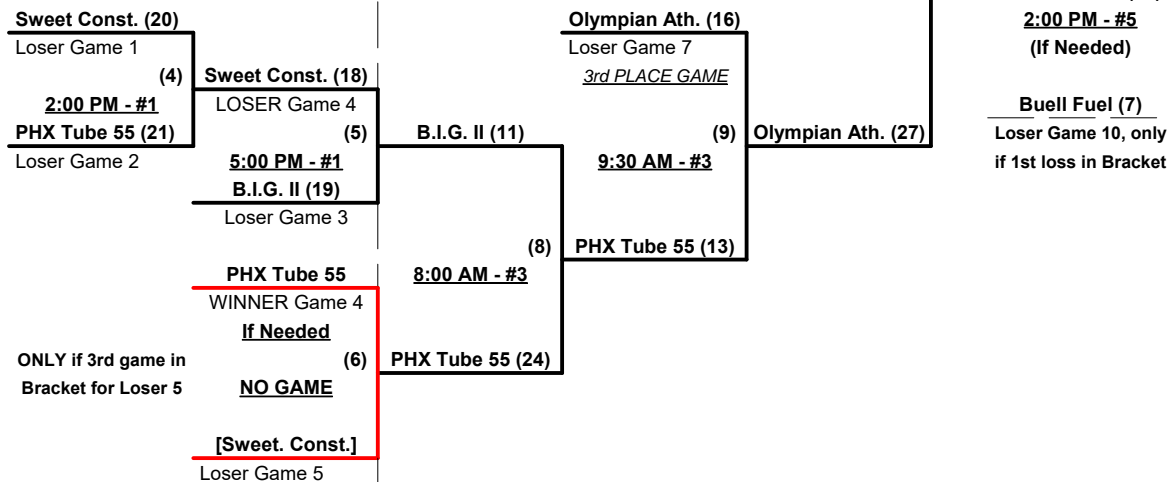 Sweet Const. (20)
Loser Game 1
(4)
2:00 PM - #1
PHX Tube 55 (21)
Loser Game 2
Sweet Const. (18)
LOSER Game 4
(5)
5:00 PM - #1
B.I.G. II (19)
Loser Game 3
PHX Tube 55
WINNER Game 4
If Needed
ONLY if 3rd game in
Bracket for Loser 5
(6)
NO GAME
[Sweet. Const.]
Loser Game 5
B.I.G. II (11)
(8)
8:00 AM - #3
PHX Tube 55 (24)
Olympian Ath. (16)
Loser Game 7
3rd PLACE GAME
(9)
9:30 AM - #3
PHX Tube 55 (13)
Olympian Ath. (27)
2:00 PM - #5
(If Needed)
Buell Fuel (7)
Loser Game 10, only
if 1st loss in Bracket